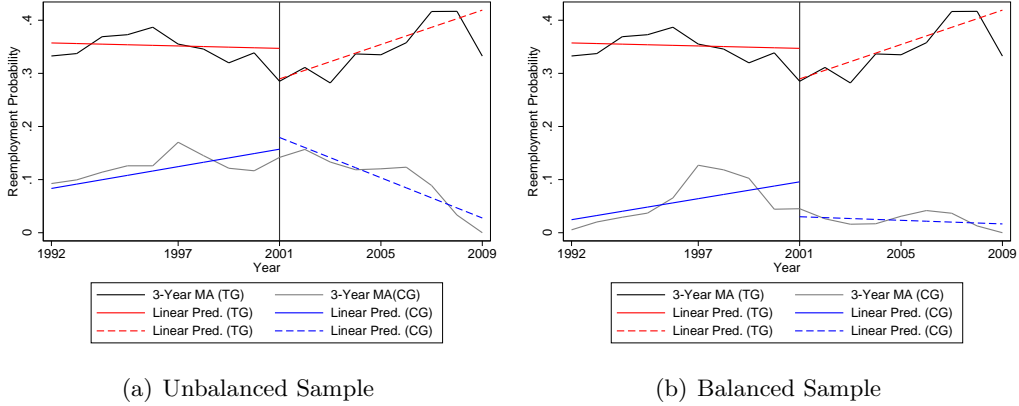 Reemployment Probability
.4
.3
.2
.1
0
1992 1997 2001 2005 2009
Year
3-Year MA (TG) 3-Year MA(CG)
Linear Pred. (TG) Linear Pred. (CG)
Linear Pred. (TG) Linear Pred. (CG)
(a) Unbalanced Sample
Reemployment Probability
.4
.3
.2
.1
0
1992 1997 2001 2005 2009
Year
3-Year MA (TG) 3-Year MA(CG)
Linear Pred. (TG) Linear Pred. (CG)
Linear Pred. (TG) Linear Pred. (CG)
(b) Balanced Sample